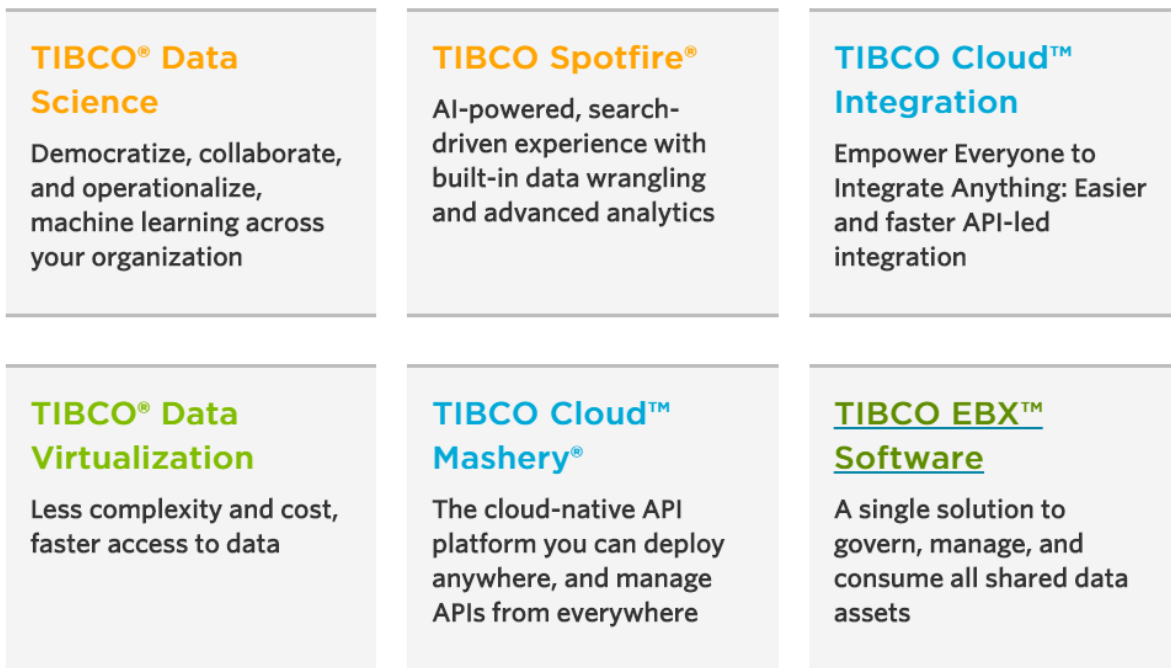 TIBCO® Data
Science
Democratize, collaborate,
and operationalize,
machine learning across
your organization
TIBCO Spotfire®
AI-powered, search-
driven experience with
built-in data wrangling
and advanced analytics
TIBCO Cloud™
Integration
Empower Everyone to
Integrate Anything: Easier
and faster API-led
integration
TIBCO® Data
Virtualization
Less complexity and cost,
faster access to data
TIBCO Cloud™
Mashery®
The cloud-native API
platform you can deploy
anywhere, and manage
APIs from everywhere
TIBCO EBX™
Software
A single solution to
govern, manage, and
consume all shared data
assets